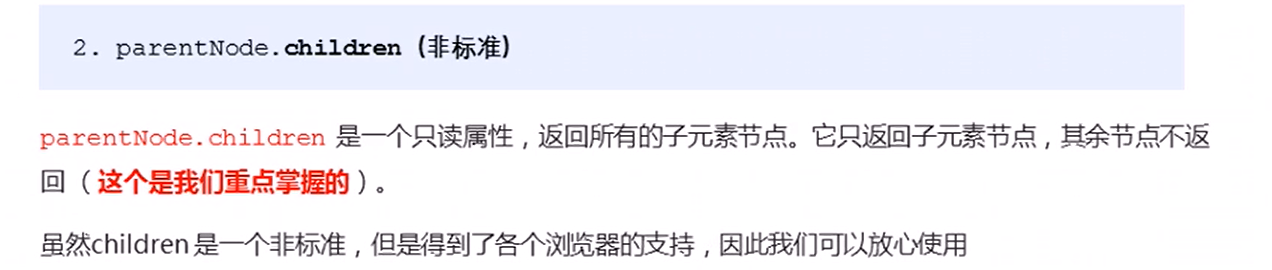 2. parentNode.children（非标准）
parentNode.children 是一个只读属性，返回所有的子元素节点。它只返回子元素节点，其余节点不返
回（这个是我们重点掌握的）。
虽然children是一个非标准，但是得到了各个浏览器的支持，因此我们可以放心使用